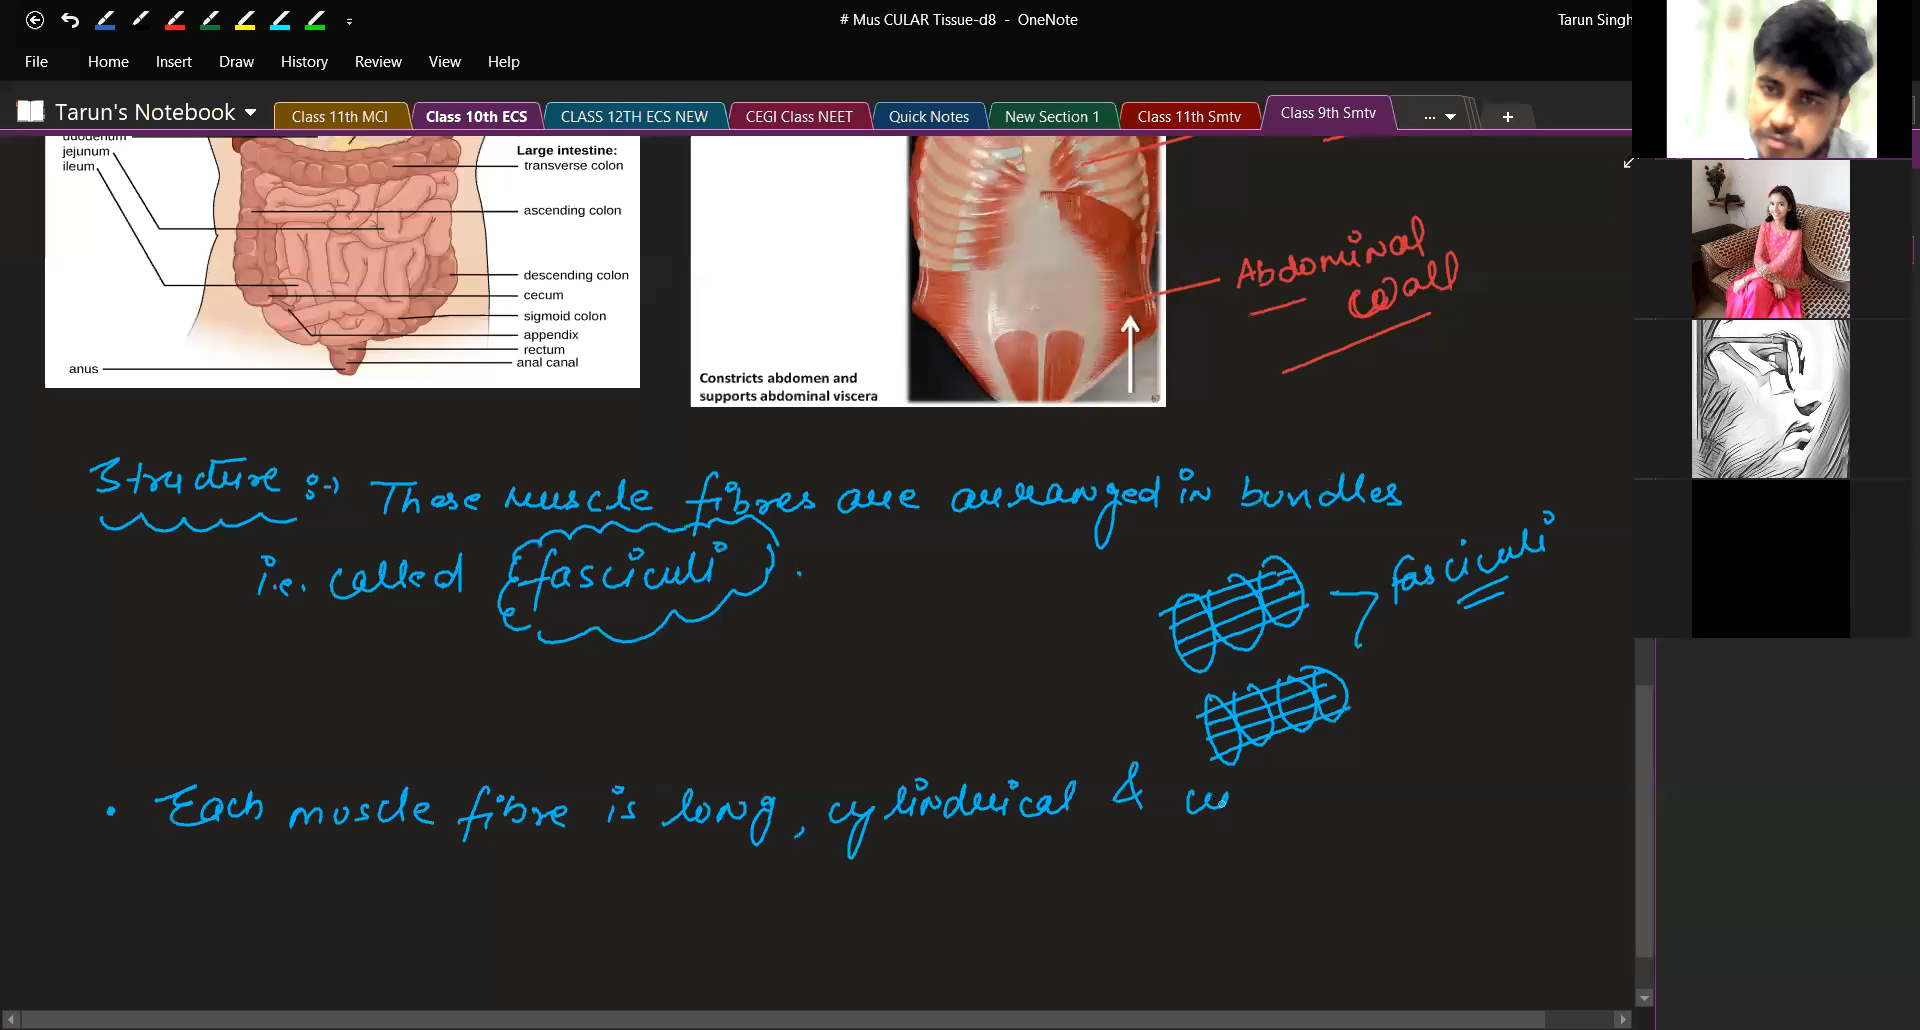 # Mus CULAR Tissue-d8 - OneNote
Tarun Singh
File Home Insert Draw History Review View Help
Tarun's Notebook
Class 11th MCI
Class 10th ECS
CLASS 12TH ECS NEW
CEGI Class NEET
Quick Notes
New Section 1
Class 11th Smtv
Class 9th Smtv
...
+
duodenum
jejunum
ileum
anus
Large intestine:
transverse colon
ascending colon
descending colon
cecum
sigmoid colon
appendix
rectum
anal canal
Constricts abdomen and
supports abdominal viscera
Abdominal
wall
Structure :→ These muscle fibres are arranged in bundles
i.e. called fasciculi .
fasciculi
• Each muscle fibre is long, cylindrical &